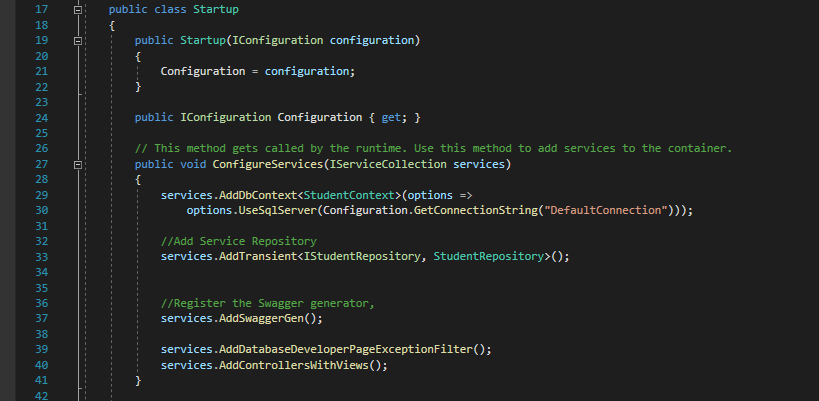 17 public class Startup
18 {
19 public Startup(IConfiguration configuration)
20 {
21 Configuration = configuration;
22 }
23
24 public IConfiguration Configuration { get; }
25
26 // This method gets called by the runtime. Use this method to add services to the container.
27 public void ConfigureServices(IServiceCollection services)
28 {
29 services.AddDbContext<StudentContext>(options =>
30 options.UseSqlServer(Configuration.GetConnectionString("DefaultConnection")));
31
32 //Add Service Repository
33 services.AddTransient<IStudentRepository, StudentRepository>();
34
35
36 //Register the Swagger generator,
37 services.AddSwaggerGen();
38
39 services.AddDatabaseDeveloperPageExceptionFilter();
40 services.AddControllersWithViews();
41 }
42